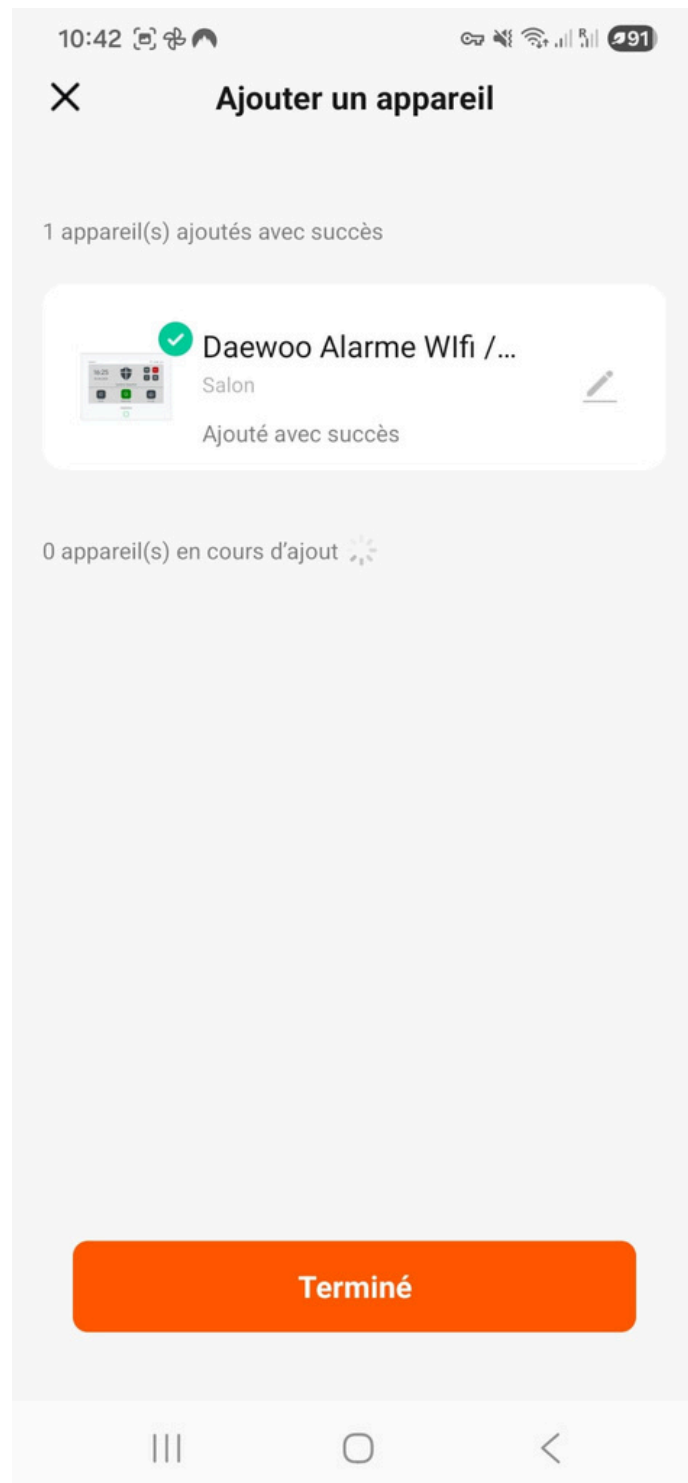 10:42
91
Ajouter un appareil
1 appareil(s) ajoutés avec succès
Daewoo Alarme WIfi /...
Salon
Ajouté avec succès
0 appareil(s) en cours d'ajout
Terminé